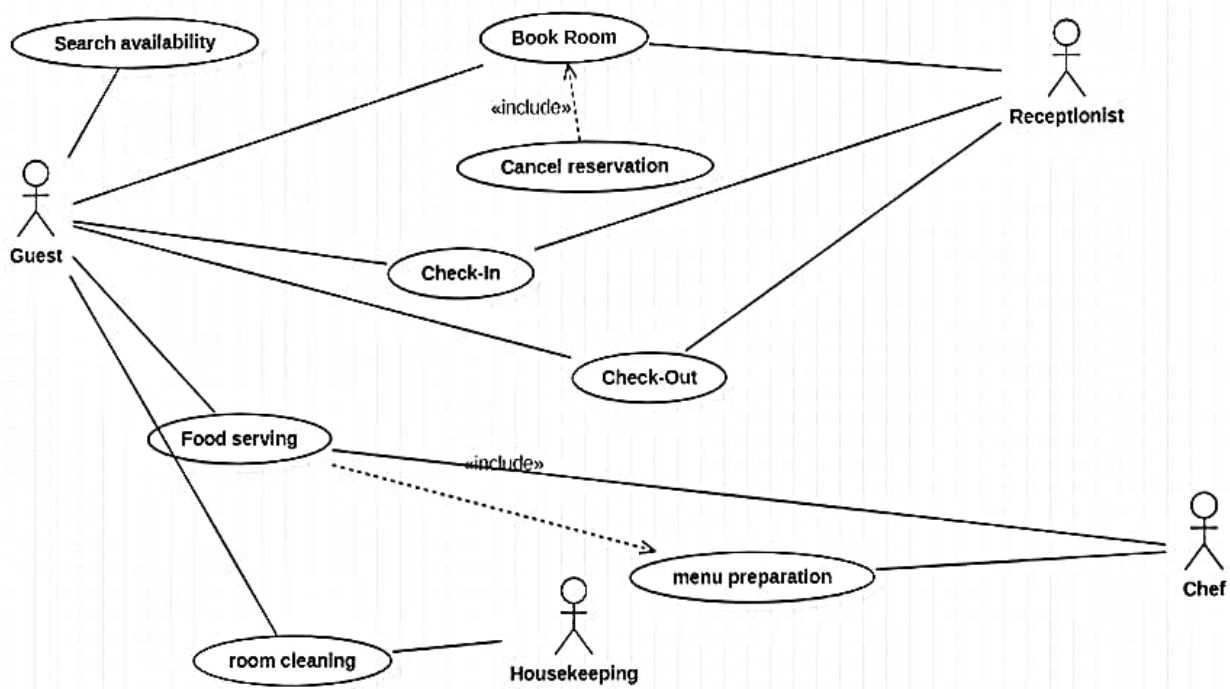 Search availability
Book Room
«include»
Receptionist
Cancel reservation
Guest
Check-In
Check-Out
Food serving
«include»
menu preparation
Chef
room cleaning
Housekeeping